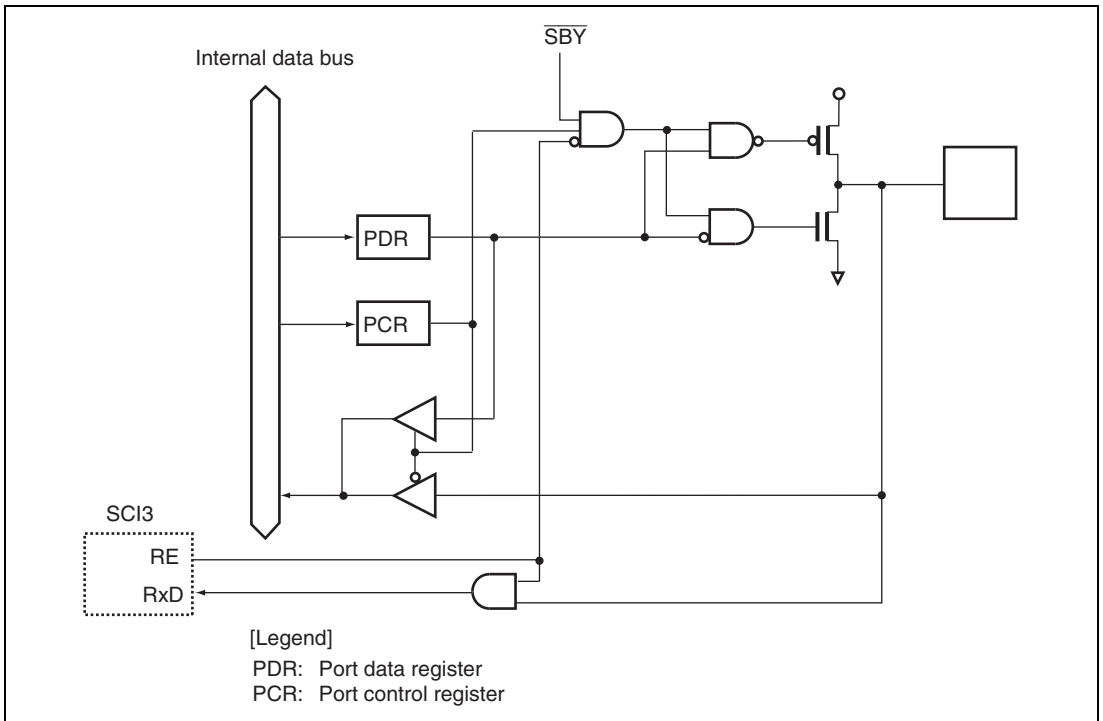 SBY
Internal data bus
PDR
PCR
SCI3
RE
RxD
[Legend]
PDR: Port data register
PCR: Port control register